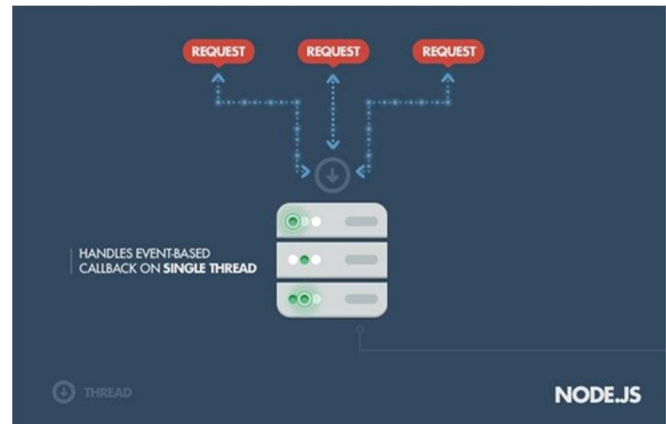 REQUEST
REQUEST
REQUEST
HANDLES EVENT-BASED
CALLBACK ON SINGLE THREAD
THREAD
NODE.JS